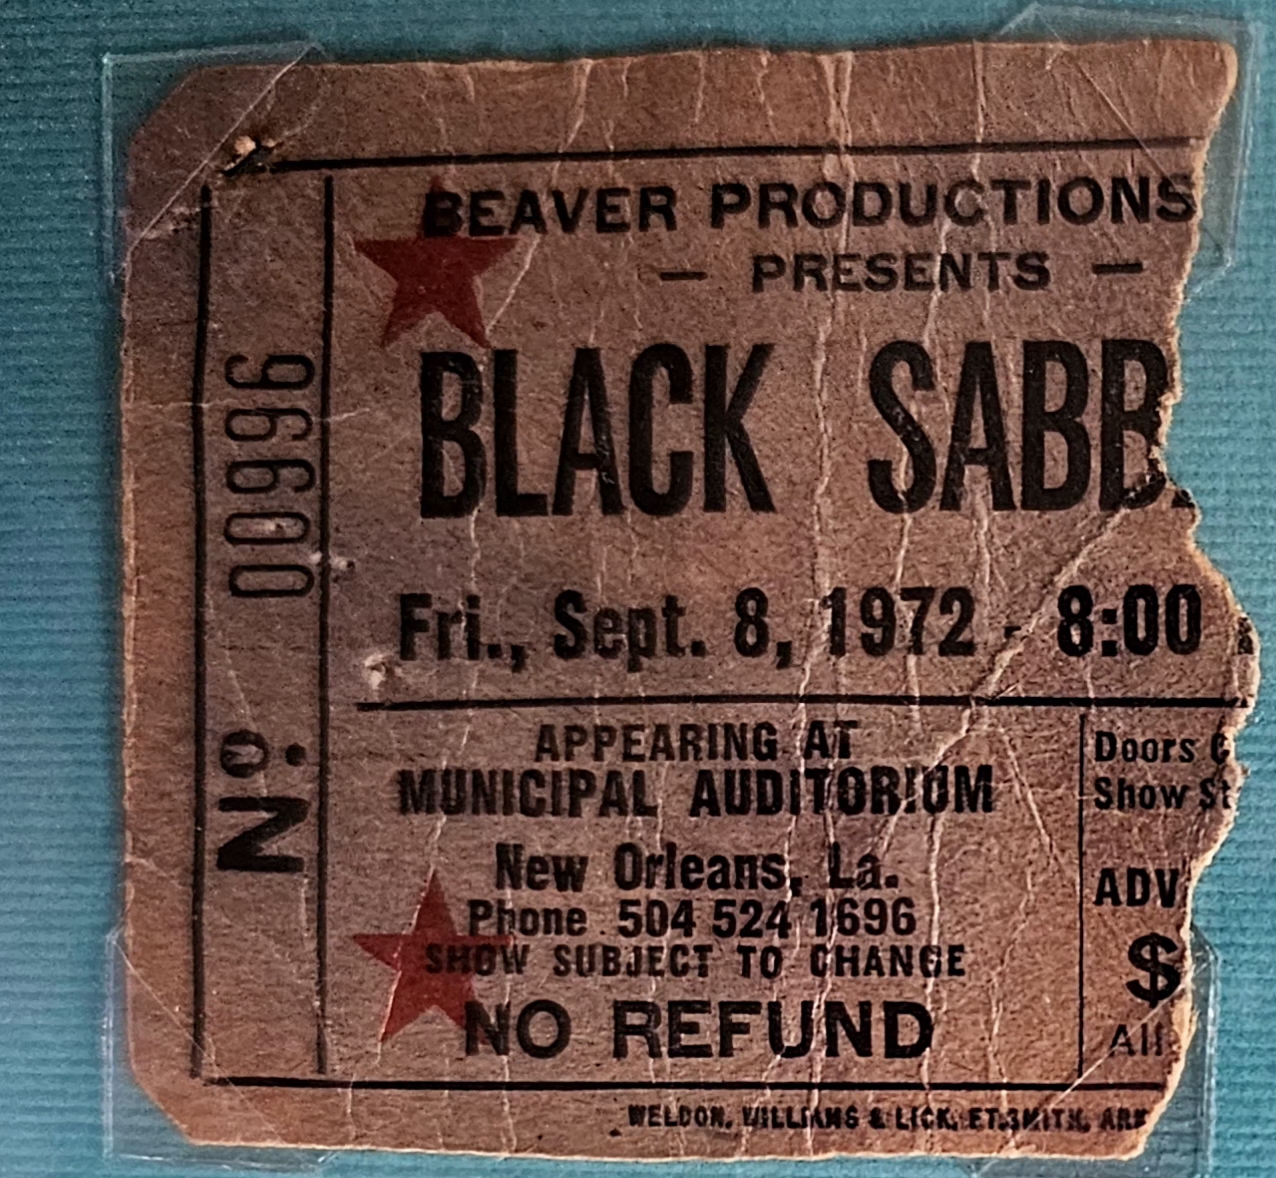 BEAVER PRODUCTIONS
— PRESENTS —
BLACK SABB
Fri., Sept. 8, 1972 - 8:00
APPEARING AT
MUNICIPAL AUDITORIUM
New Orleans, La.
Phone 504 524 1696
SHOW SUBJECT TO CHANGE
NO REFUND
Doors
Show St
ADV
$
All
WELDON, WILLIAMS & LICK, FT. SMITH, ARK
No. 00996